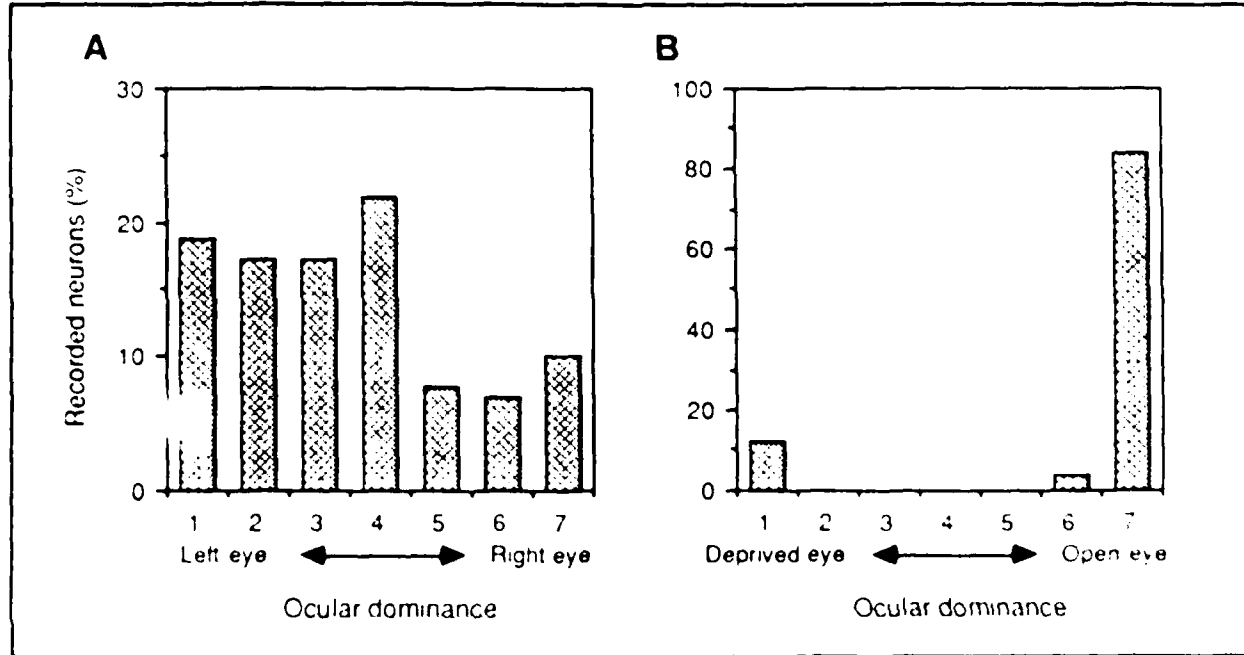 A
B
Recorded neurons (%)
30
20
10
0
1 2 3 4 5 6 7
Left eye Right eye
Ocular dominance
100
80
60
40
20
0
1 2 3 4 5 6 7
Deprived eye Open eye
Ocular dominance